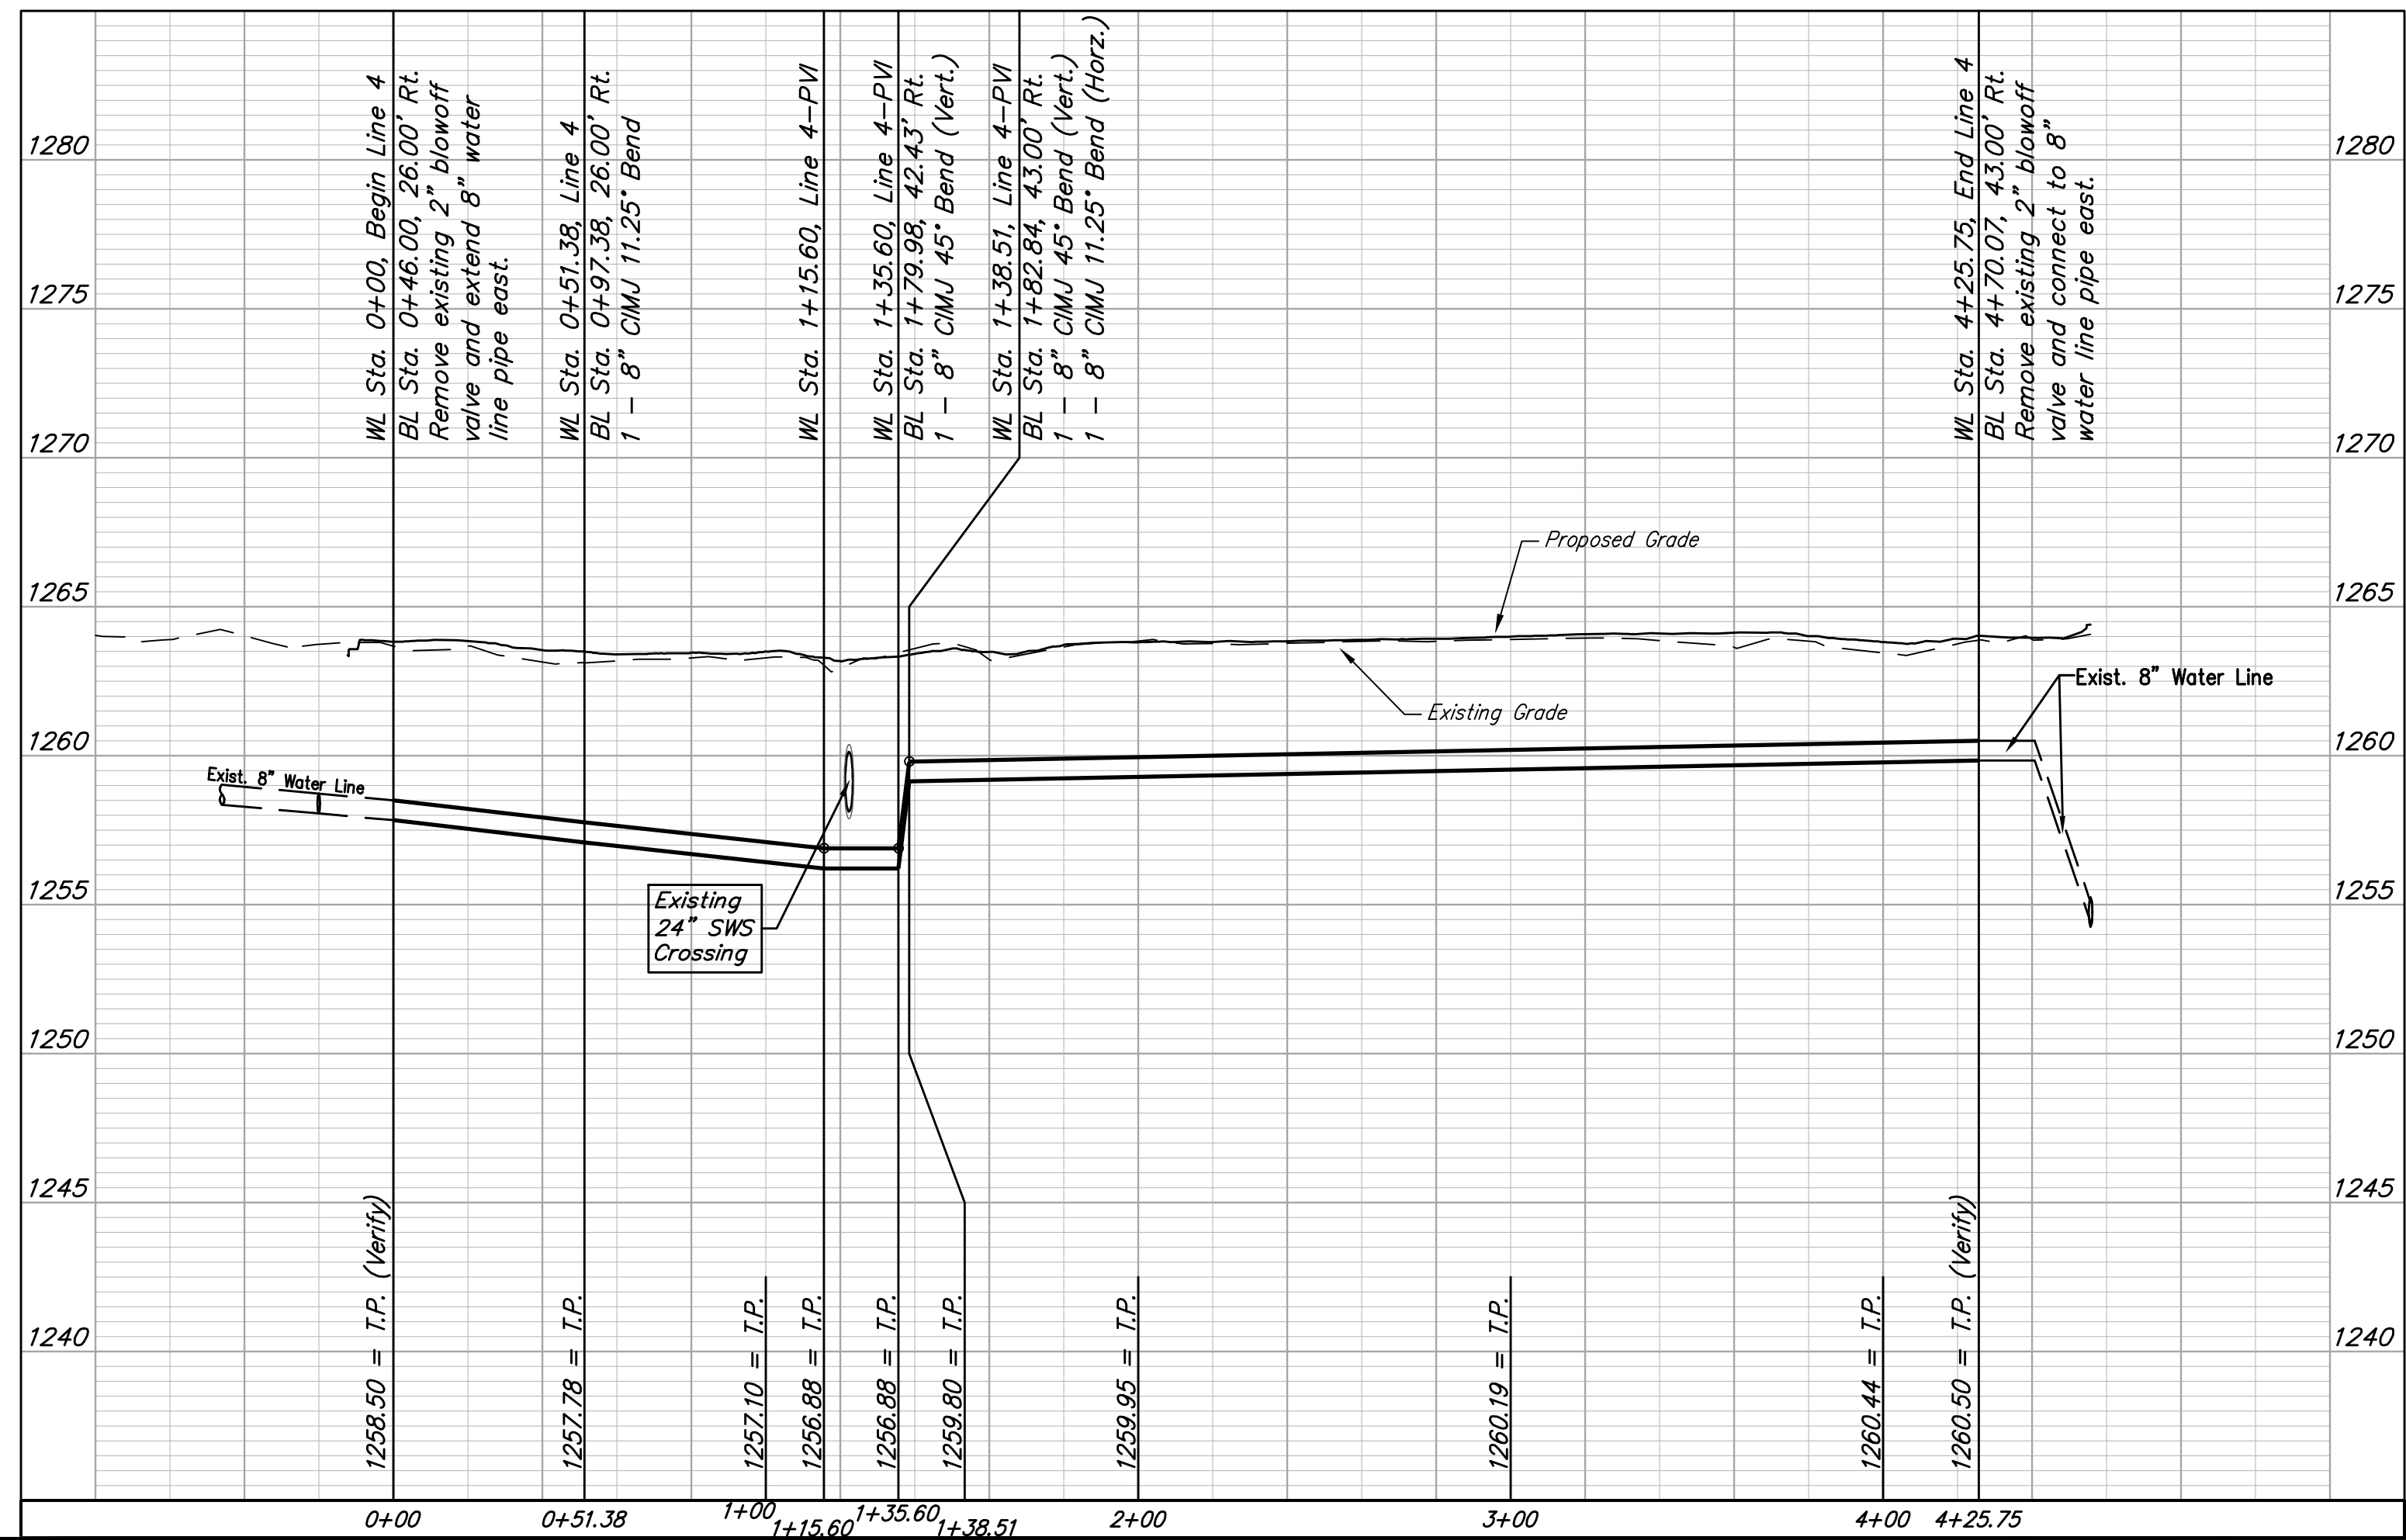 WL Sta. 0+00, Begin Line 4
BL Sta. 0+46.00, 26.00' Rt.
Remove existing 2" blowoff
valve and extend 8" water
line pipe east.
WL Sta. 0+51.38, Line 4
BL Sta. 0+97.38, 26.00' Rt.
1 - 8" CIMJ 11.25° Bend
WL Sta. 1+15.60, Line 4-PVI
WL Sta. 1+35.60, Line 4-PVI
BL Sta. 1+79.98, 42.43' Rt.
1 - 8" CIMJ 45° Bend (Vert.)
WL Sta. 1+38.51, Line 4-PVI
BL Sta. 1+82.84, 43.00' Rt.
1 - 8" CIMJ 45° Bend (Vert.)
1 - 8" CIMJ 11.25° Bend (Horz.)
WL Sta. 4+25.75, End Line 4
BL Sta. 4+70.07, 43.00' Rt.
Remove existing 2" blowoff
valve and connect to 8"
water line pipe east.
1280 1280
1275 1275
1270 1270
1265 1265
1260 1260
1255 1255
1250 1250
1245 1245
1240 1240
Proposed Grade
Existing Grade
Exist. 8" Water Line
Exist. 8" Water Line
Existing
24" SWS
Crossing
1258.50 = T.P. (Verify)
1257.78 = T.P.
1257.10 = T.P.
1256.88 = T.P.
1256.88 = T.P.
1259.80 = T.P.
1259.95 = T.P.
1260.19 = T.P.
1260.44 = T.P.
1260.50 = T.P. (Verify)
0+00 0+51.38 1+00 1+15.60 1+35.60 1+38.51 2+00 3+00 4+00 4+25.75